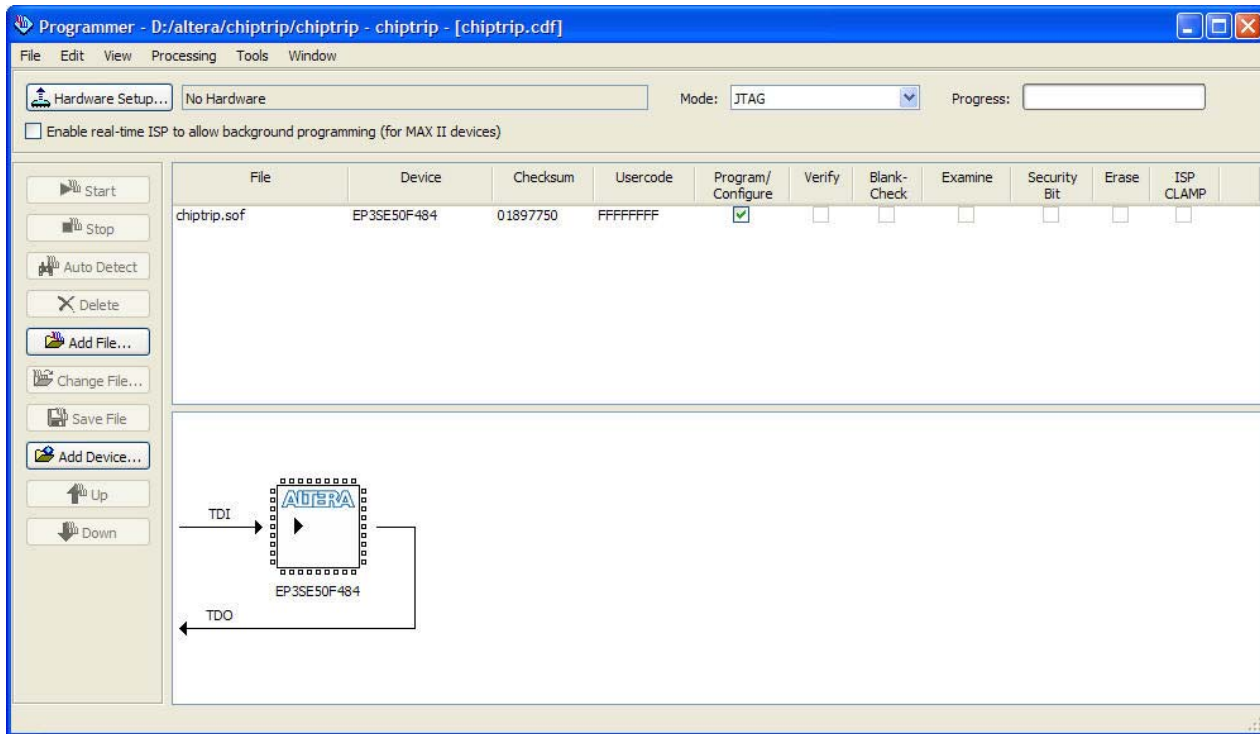 Programmer - D:/altera/chiptrip/chiptrip - chiptrip - [chiptrip.cdf]
File Edit View Processing Tools Window
Hardware Setup... No Hardware Mode: JTAG Progress:
Enable real-time ISP to allow background programming (for MAX II devices)
Start
Stop
Auto Detect
Delete
Add File...
Change File...
Save File
Add Device...
Up
Down
File Device Checksum Usercode Program/ Verify Blank- Examine Security Erase ISP
Configure Check Bit CLAMP
chiptrip.sof EP3SE50F484 01897750 FFFFFFFF
ALTERA
TDI
EP3SE50F484
TDO